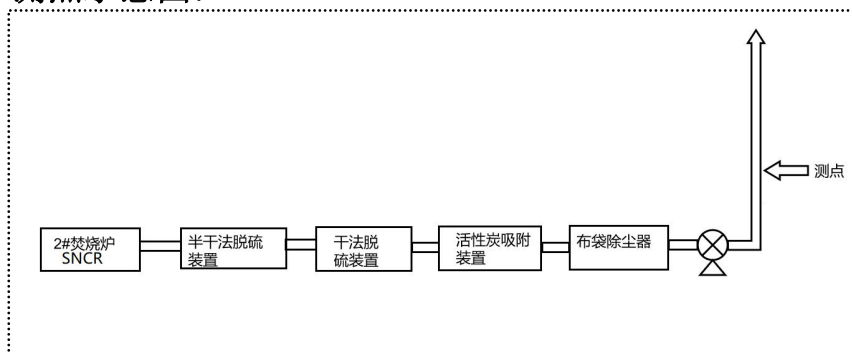 2#焚烧炉
SNCR
半干法脱硫
装置
干法脱
硫装置
活性炭吸附
装置
布袋除尘器
测点